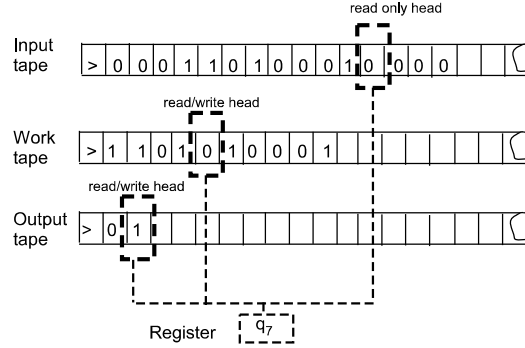 read only head
Input tape
> 0 0 0 1 1 0 1 0 0 0 1 0 0 0 0
read/write head
Work tape
> 1 1 0 1 0 1 0 0 0 1
read/write head
Output tape
> 0 1
Register q7